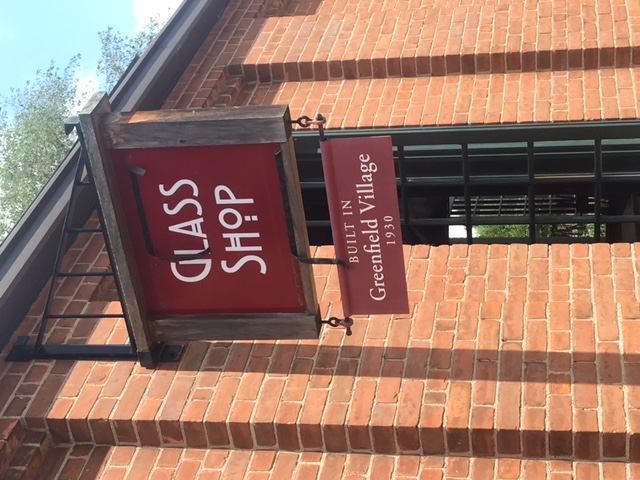 GLASS
SHOP
BUILT IN
Greenfield Village
1930